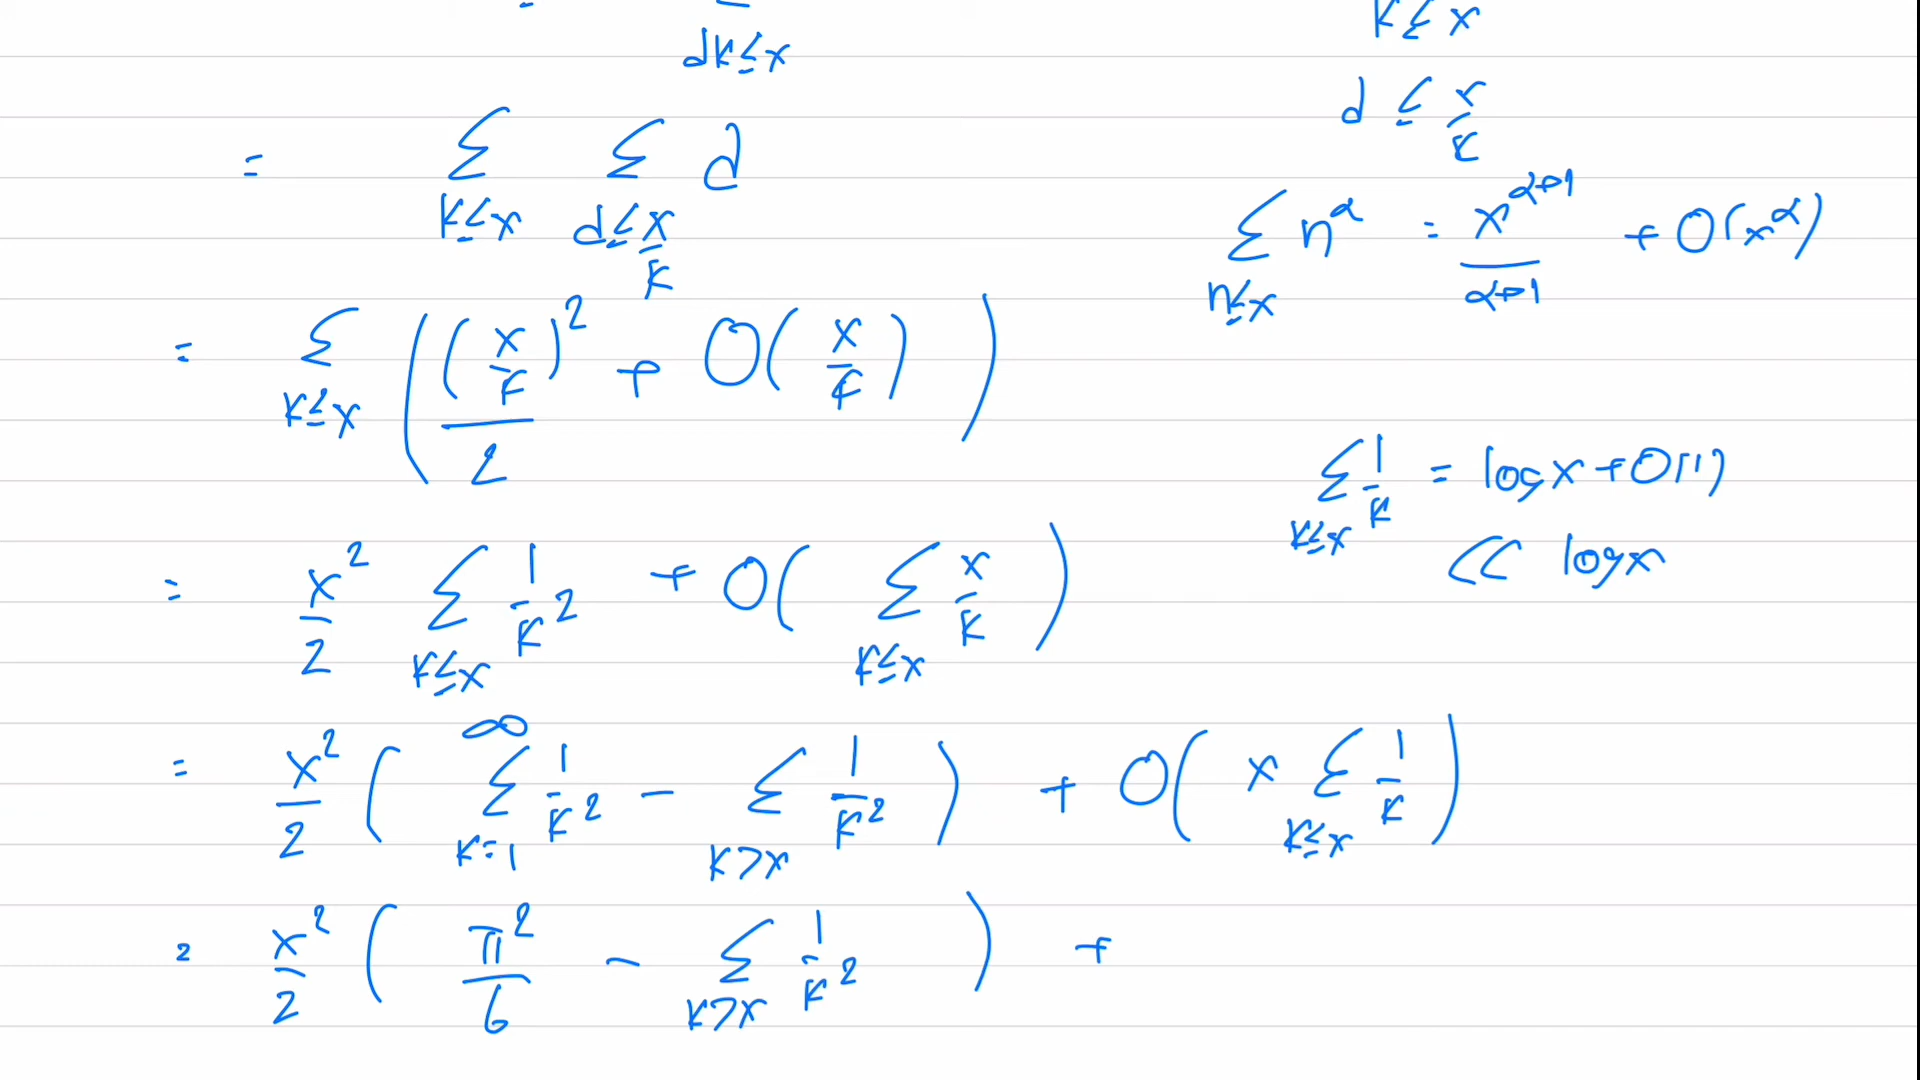 dk≤x
= Σ_{k≤x} Σ_{d≤x/k} d
= Σ_{k≤x} ( (x/k)^2 / 2 + O( x/k ) )
= x^2/2 Σ_{k≤x} 1/k^2 + O( Σ_{k≤x} x/k )
= x^2/2 ( Σ_{k=1}^{∞} 1/k^2 − Σ_{k>x} 1/k^2 ) + O( x Σ_{k≤x} 1/k )
= x^2/2 ( π^2/6 − Σ_{k>x} 1/k^2 ) +
k≤x
d ≤ x/k
Σ_{n≤x} n^α = x^{α+1}/(α+1) + O(x^α)
Σ_{k≤x} 1/k = log x + O(1)
<< log x